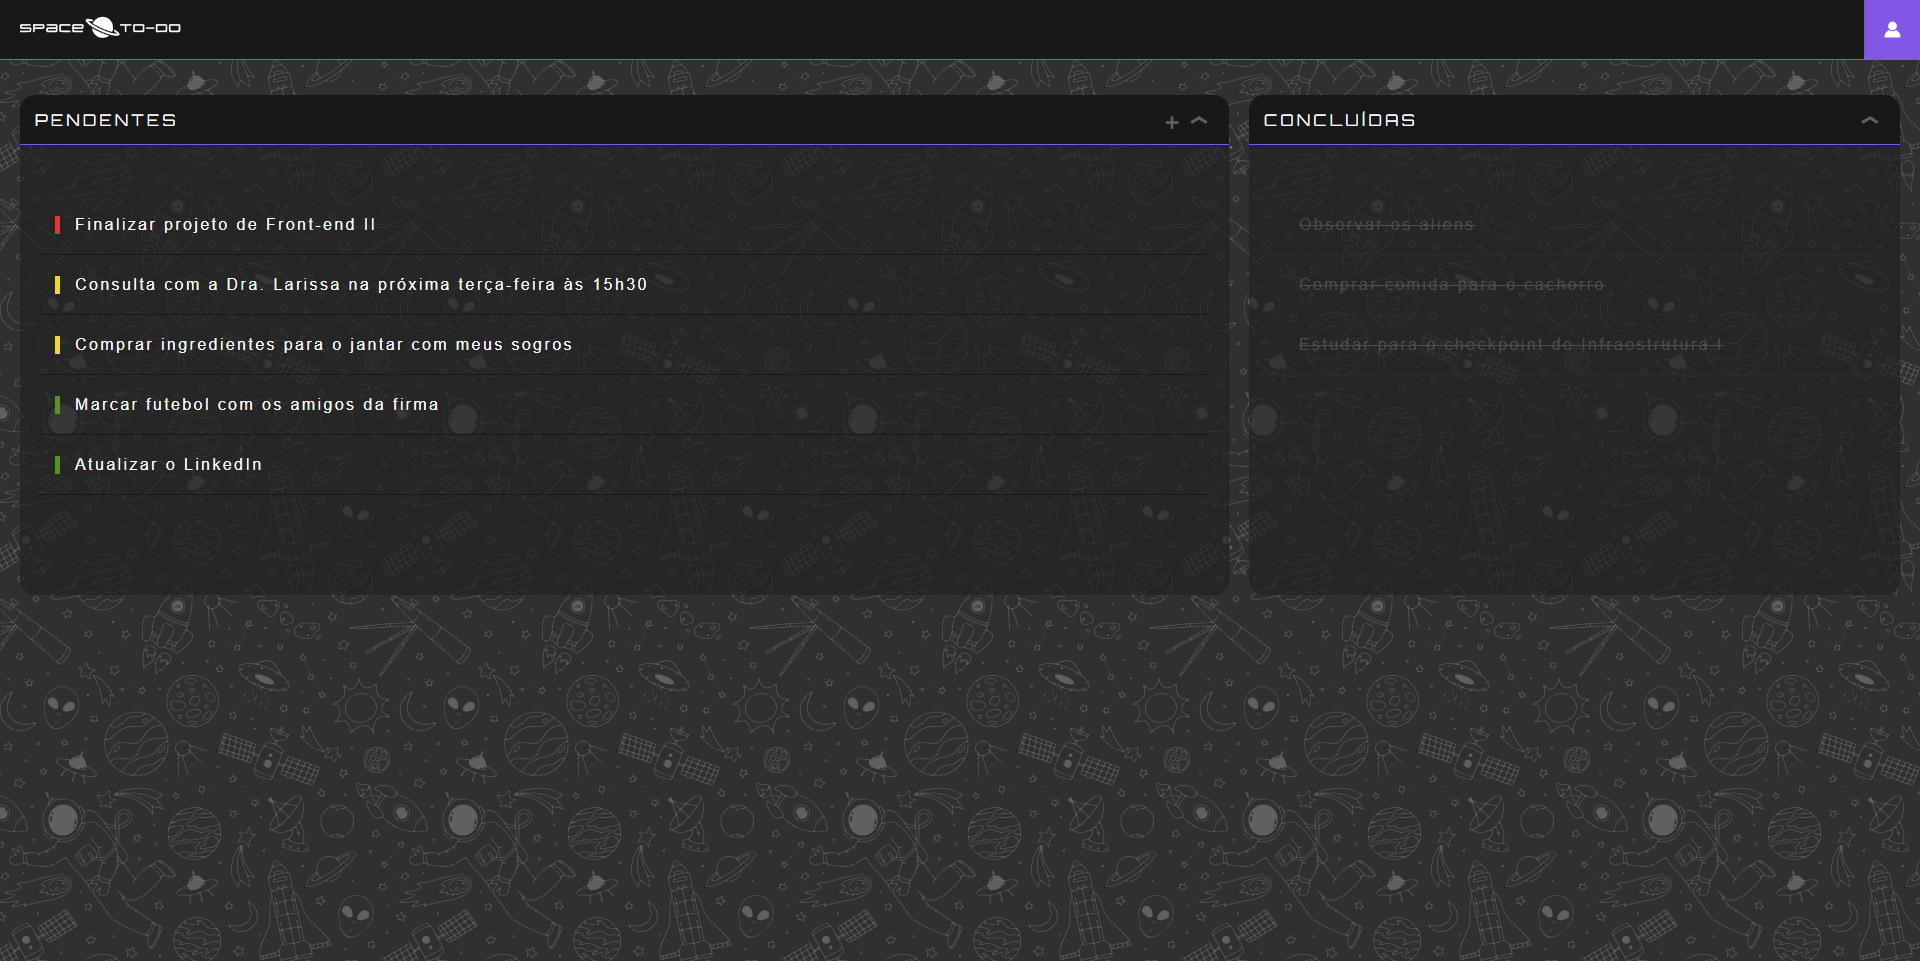 SPACE TO-DO
PENDENTES
Finalizar projeto de Front-end II
Consulta com a Dra. Larissa na próxima terça-feira às 15h30
Comprar ingredientes para o jantar com meus sogros
Marcar futebol com os amigos da firma
Atualizar o LinkedIn
CONCLUÍDAS
Observar os aliens
Comprar comida para o cachorro
Estudar para o checkpoint de Infraestrutura I